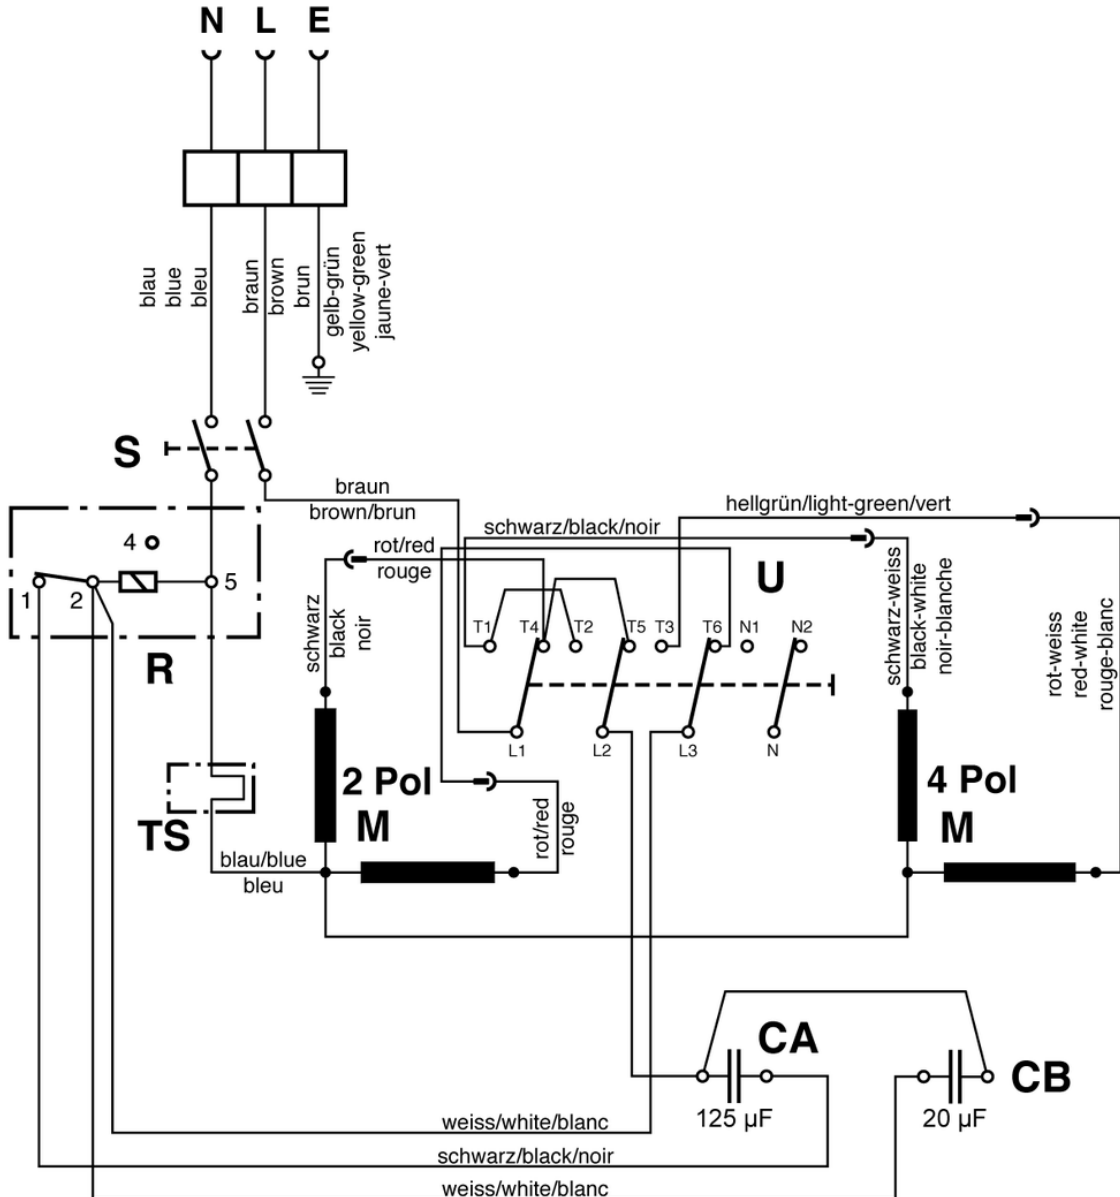 N L E
blau
blue
bleu
braun
brown
brun
gelb-grün
yellow-green
jaune-vert
S
braun
brown/brun
hellgrün/light-green/vert
schwarz/black/noir
rot/red
rouge
U
4
1
2
5
R
schwarz
black
noir
T1 T4 T2 T5 T3 T6 N1 N2
L1 L2 L3 N
schwarz-weiss
black-white
noir-blanche
rot-weiss
red-white
rouge-blanc
TS
2 Pol
M
rot/red
rouge
4 Pol
M
blau/blue
bleu
CA
125 µF
CB
20 µF
weiss/white/blanc
schwarz/black/noir
weiss/white/blanc